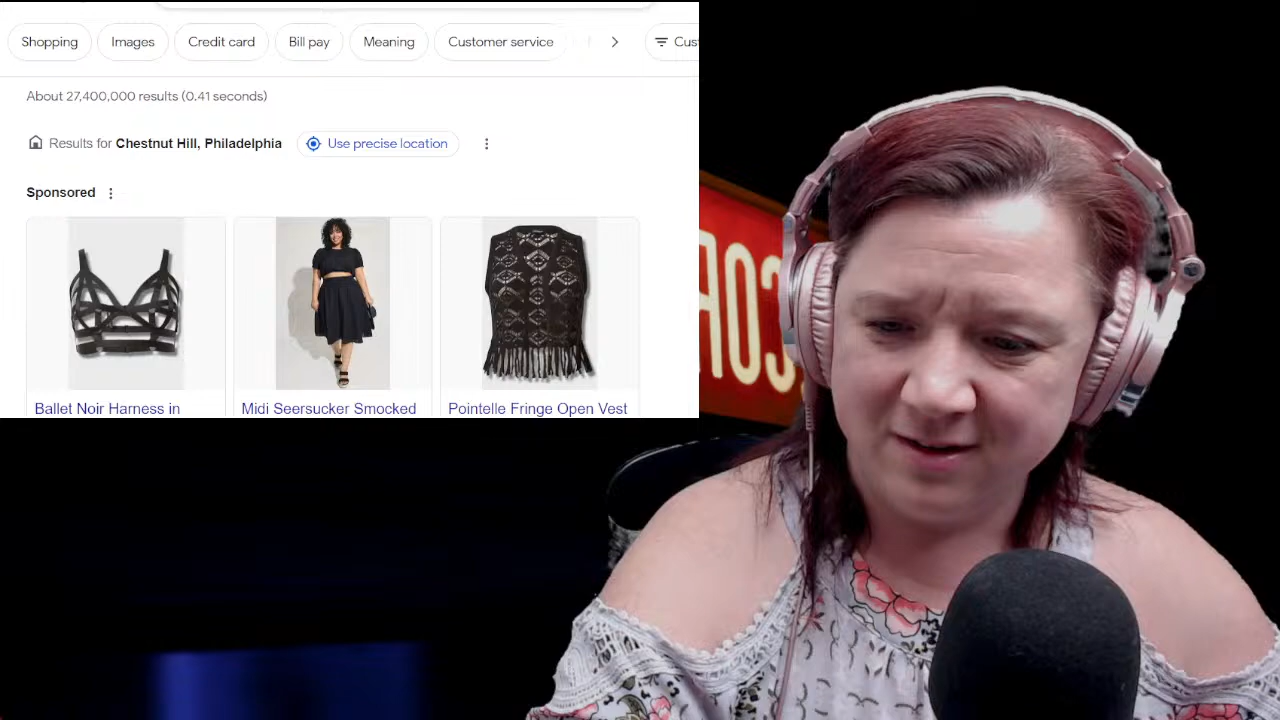 Shopping
Images
Credit card
Bill pay
Meaning
Customer service
About 27,400,000 results (0.41 seconds)
Results for Chestnut Hill, Philadelphia
Use precise location
Sponsored
Ballet Noir Harness in
Midi Seersucker Smocked
Pointelle Fringe Open Vest